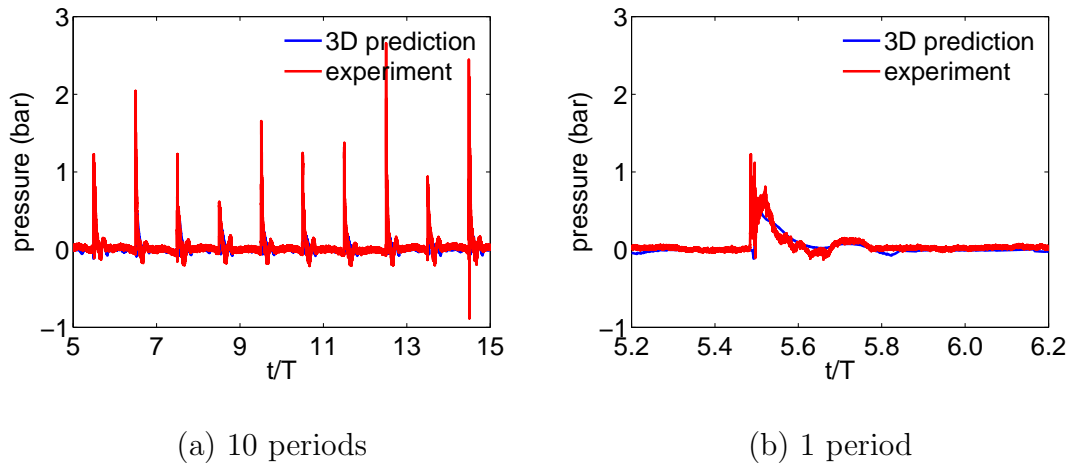 3
2
1
0
−1
pressure (bar)
3D prediction
experiment
5 7 9 11 13 15
t/T
(a) 10 periods
3
2
1
0
−1
pressure (bar)
3D prediction
experiment
5.2 5.4 5.6 5.8 6.0 6.2
t/T
(b) 1 period